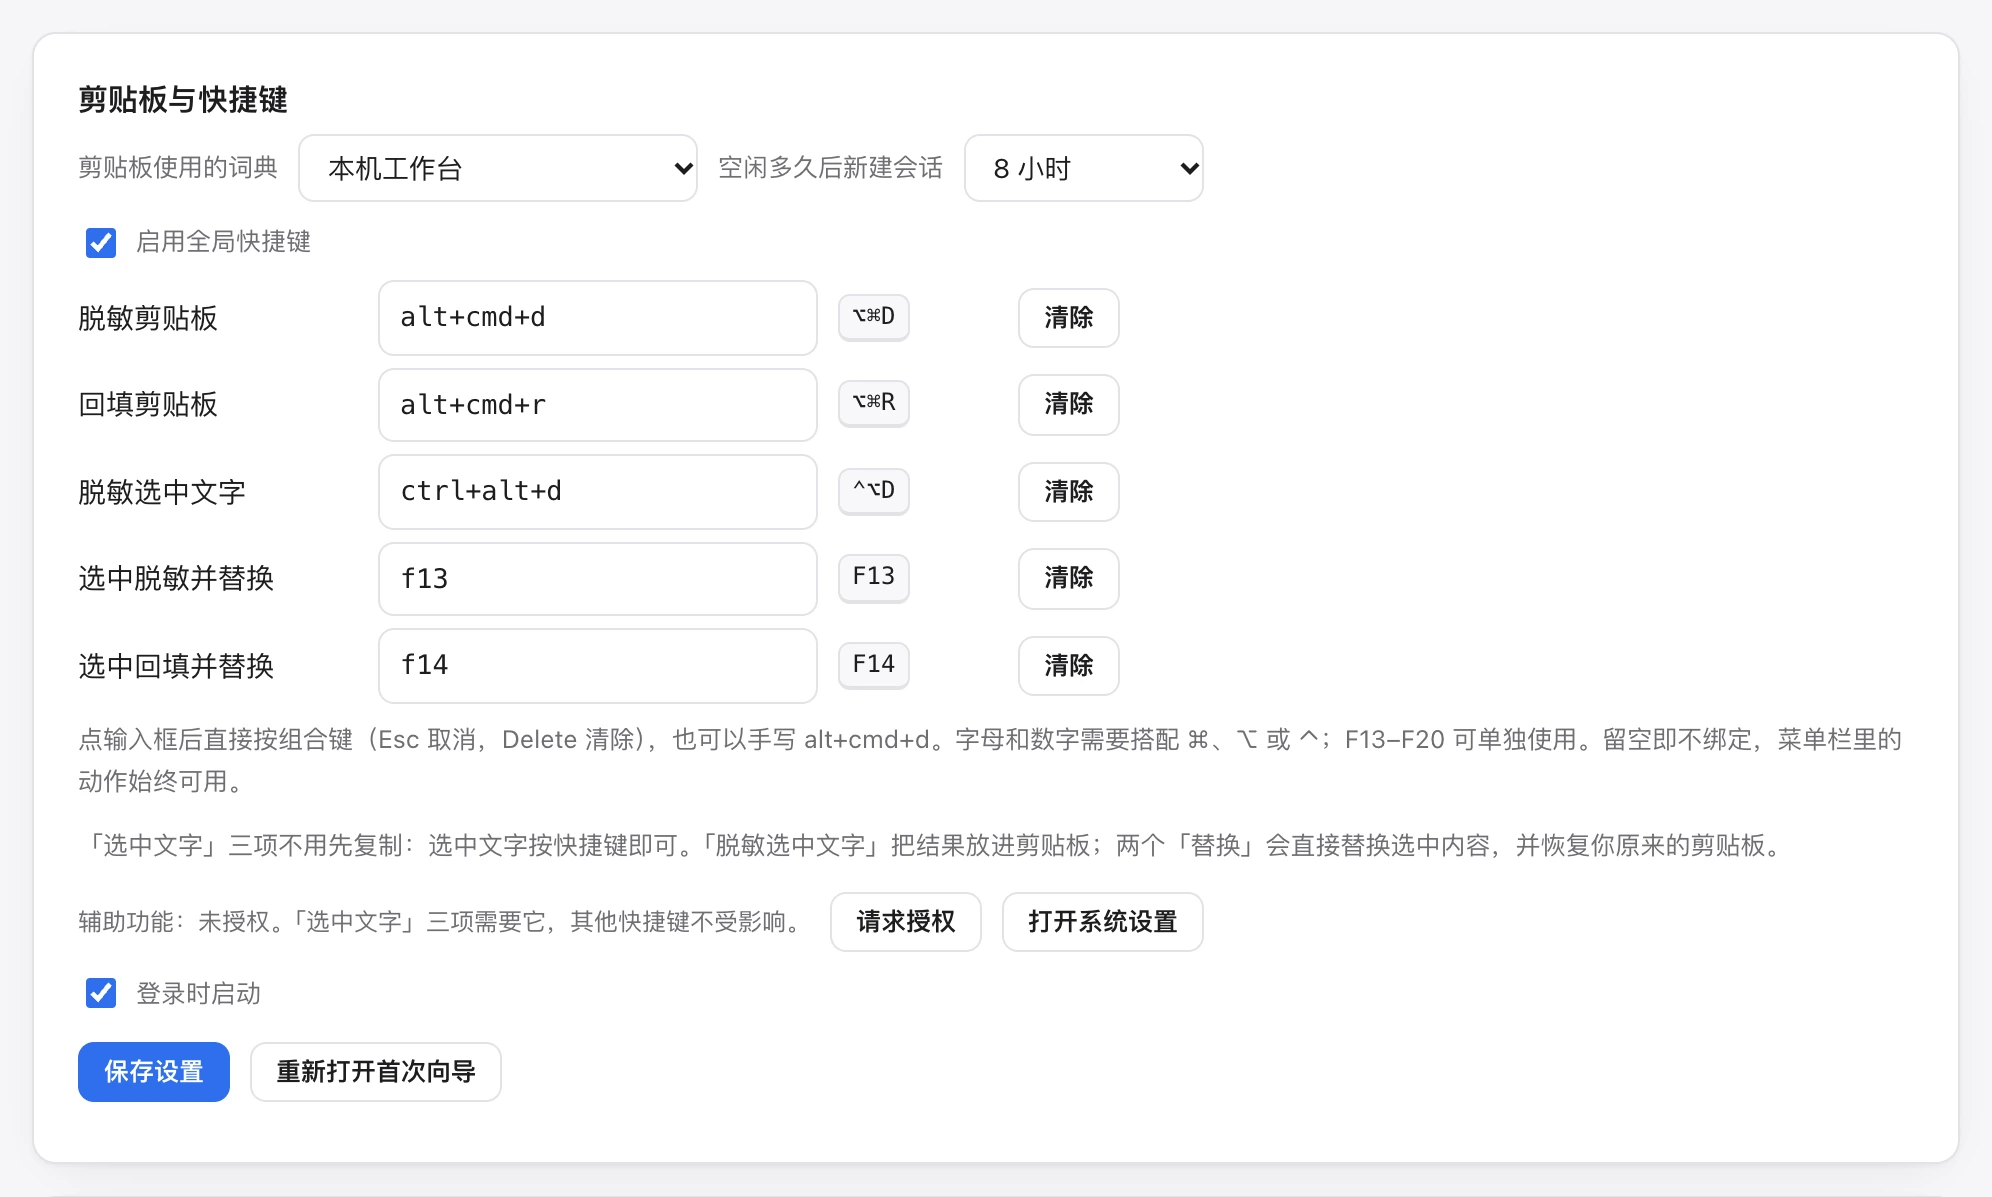 剪贴板与快捷键
剪贴板使用的词典 本机工作台 空闲多久后新建会话 8 小时
启用全局快捷键
脱敏剪贴板 alt+cmd+d ⌥⌘D 清除
回填剪贴板 alt+cmd+r ⌥⌘R 清除
脱敏选中文字 ctrl+alt+d ^⌥D 清除
选中脱敏并替换 f13 F13 清除
选中回填并替换 f14 F14 清除
点输入框后直接按组合键（Esc 取消，Delete 清除），也可以手写 alt+cmd+d。字母和数字需要搭配 ⌘、⌥ 或 ^；F13–F20 可单独使用。留空即不绑定，菜单栏里的
动作始终可用。
「选中文字」三项不用先复制：选中文字按快捷键即可。「脱敏选中文字」把结果放进剪贴板；两个「替换」会直接替换选中内容，并恢复你原来的剪贴板。
辅助功能：未授权。「选中文字」三项需要它，其他快捷键不受影响。 请求授权 打开系统设置
登录时启动
保存设置 重新打开首次向导